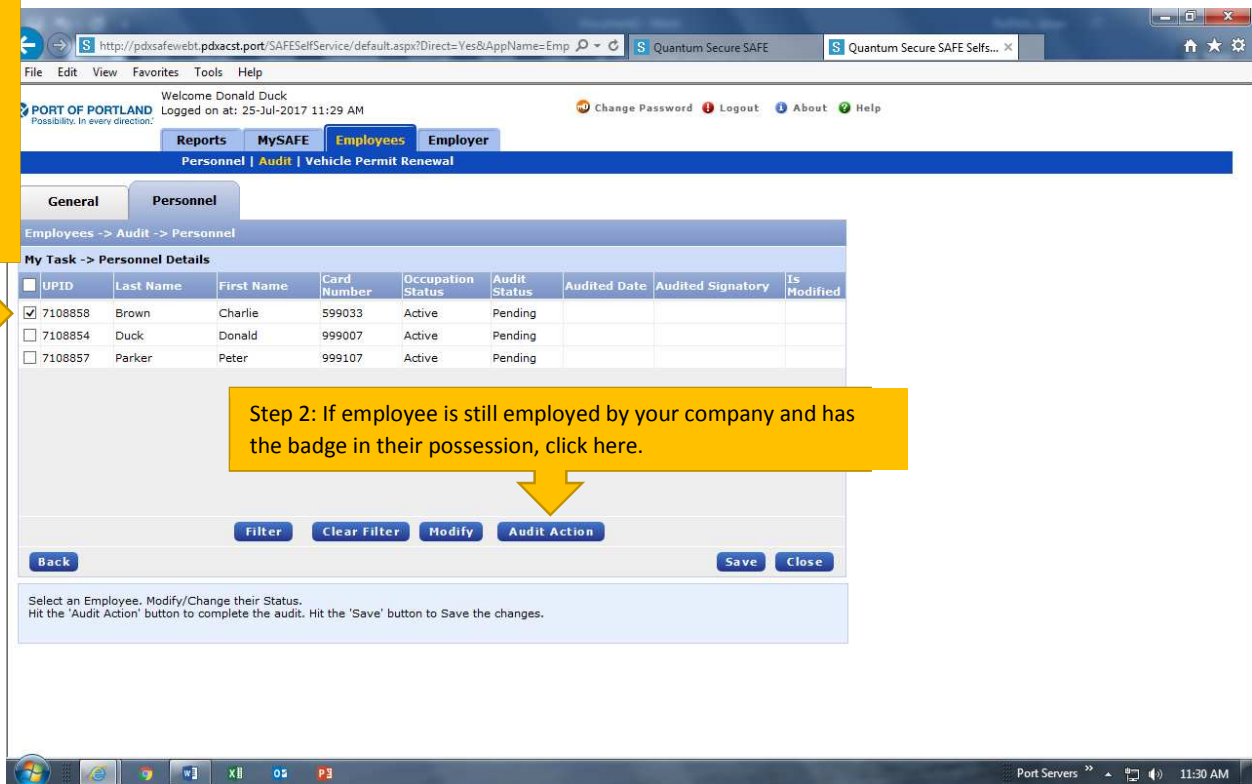 http://pdxsafewebt.pdxacst.port/SAFESelfService/default.aspx?Direct=Yes&AppName=Emp
Quantum Secure SAFE
Quantum Secure SAFE Selfs...
File Edit View Favorites Tools Help
PORT OF PORTLAND
Possibility. In every direction.
Welcome Donald Duck
Logged on at: 25-Jul-2017 11:29 AM
Change Password Logout About Help
Reports MySAFE Employees Employer
Personnel | Audit | Vehicle Permit Renewal
General Personnel
Employees -> Audit -> Personnel
My Task -> Personnel Details
UPID Last Name First Name Card Number Occupation Status Audit Status Audited Date Audited Signatory Is Modified
7108858 Brown Charlie 599033 Active Pending
7108854 Duck Donald 999007 Active Pending
7108857 Parker Peter 999107 Active Pending
Step 2: If employee is still employed by your company and has
the badge in their possession, click here.
Filter Clear Filter Modify Audit Action
Back Save Close
Select an Employee. Modify/Change their Status.
Hit the 'Audit Action' button to complete the audit. Hit the 'Save' button to Save the changes.
Port Servers 11:30 AM